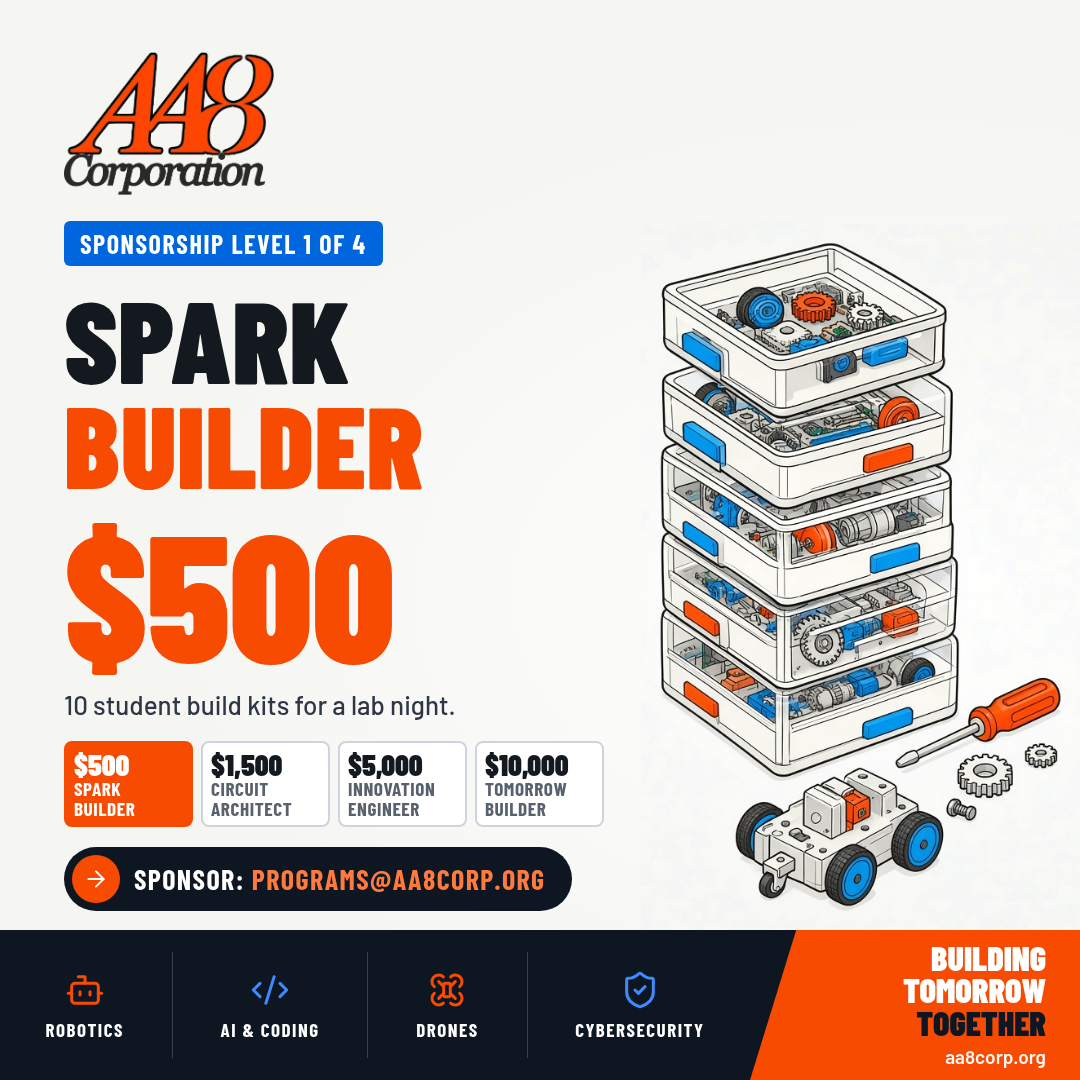 AA8
Corporation
SPONSORSHIP LEVEL 1 OF 4
SPARK
BUILDER
$500
10 student build kits for a lab night.
$500
SPARK
BUILDER
$1,500
CIRCUIT
ARCHITECT
$5,000
INNOVATION
ENGINEER
$10,000
TOMORROW
BUILDER
SPONSOR: PROGRAMS@AA8CORP.ORG
ROBOTICS
AI & CODING
DRONES
CYBERSECURITY
BUILDING
TOMORROW
TOGETHER
aa8corp.org